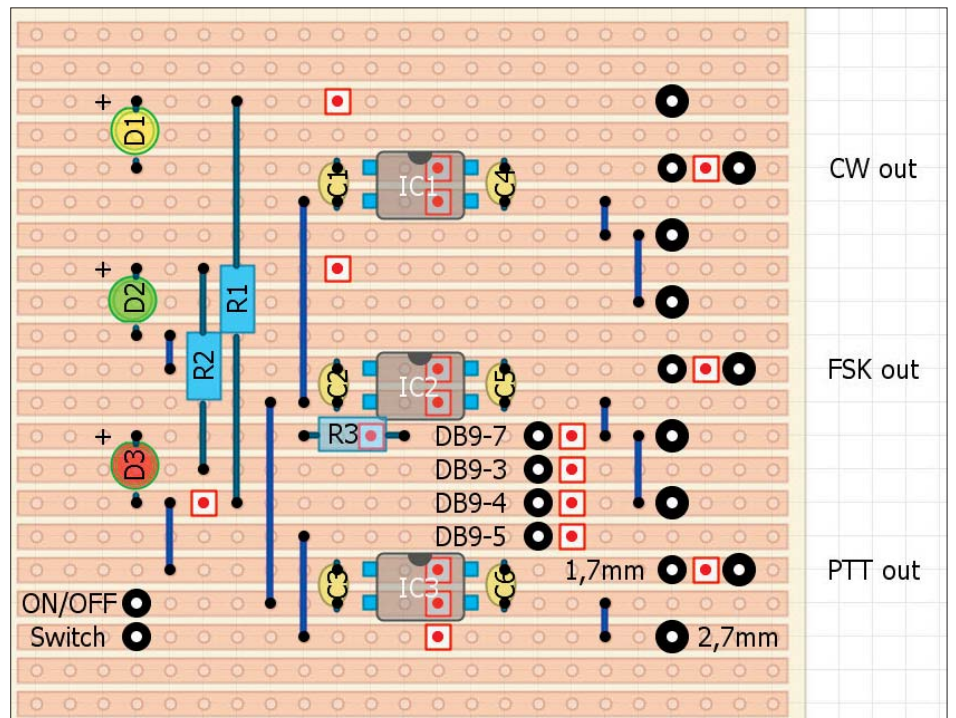 +
D1
C1
IC1
C4
CW out
+
D2
R1
R2
C2
IC2
C5
FSK out
+
D3
R3
DB9-7
DB9-3
DB9-4
DB9-5
C3
IC3
C6
1,7mm
PTT out
ON/OFF
Switch
2,7mm